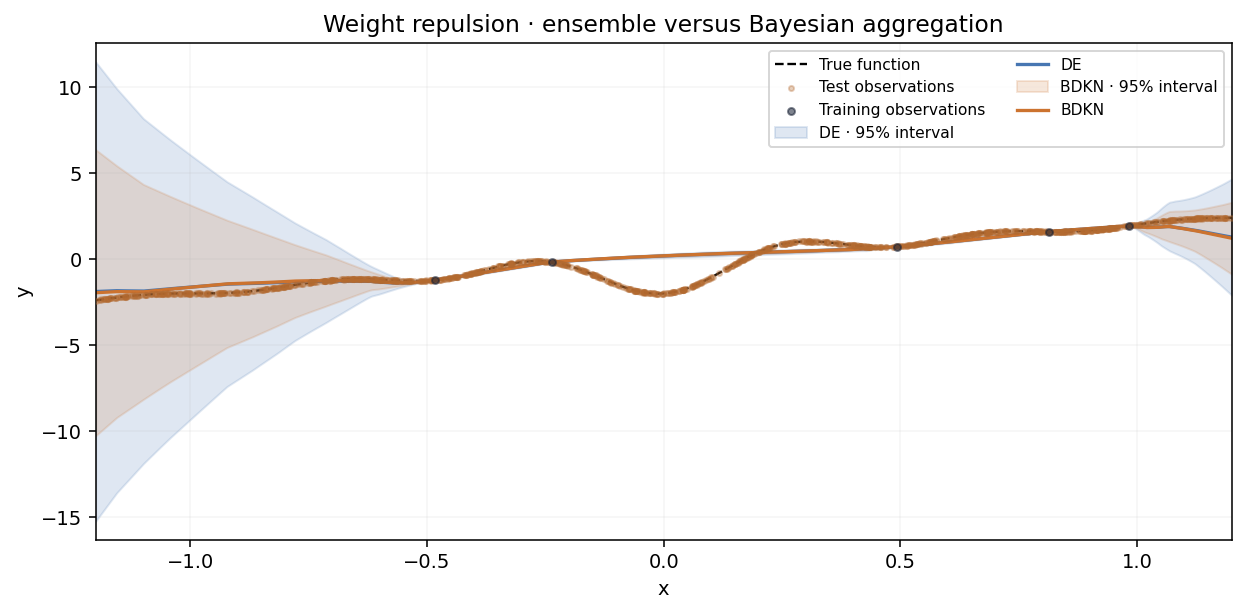 Weight repulsion · ensemble versus Bayesian aggregation
True function
Test observations
Training observations
DE · 95% interval
DE
BDKN · 95% interval
BDKN
10
5
0
−5
−10
−15
y
−1.0
−0.5
0.0
0.5
1.0
x